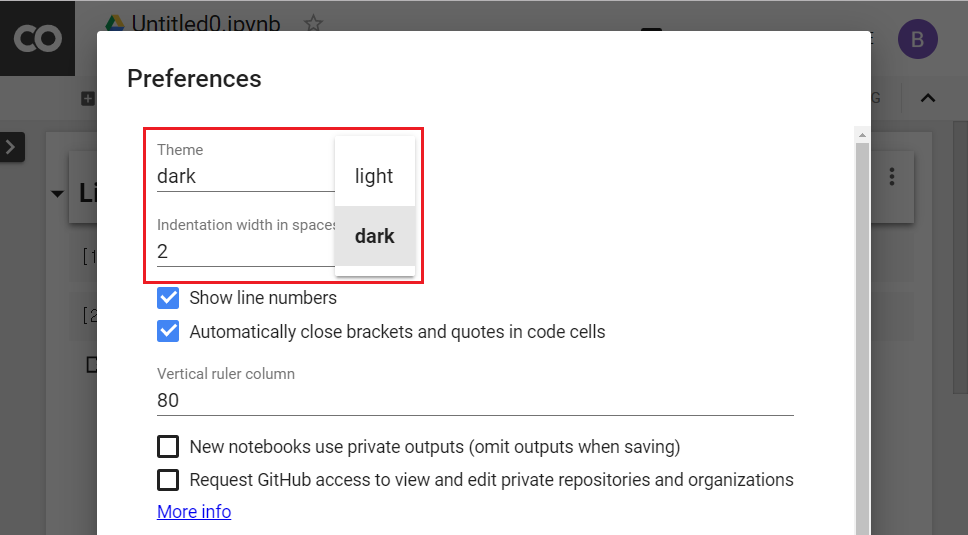 CO
Untitled0.ipynb
B
Preferences
Theme
dark
light
Indentation width in spaces
2
dark
Show line numbers
Automatically close brackets and quotes in code cells
Vertical ruler column
80
New notebooks use private outputs (omit outputs when saving)
Request GitHub access to view and edit private repositories and organizations
More info